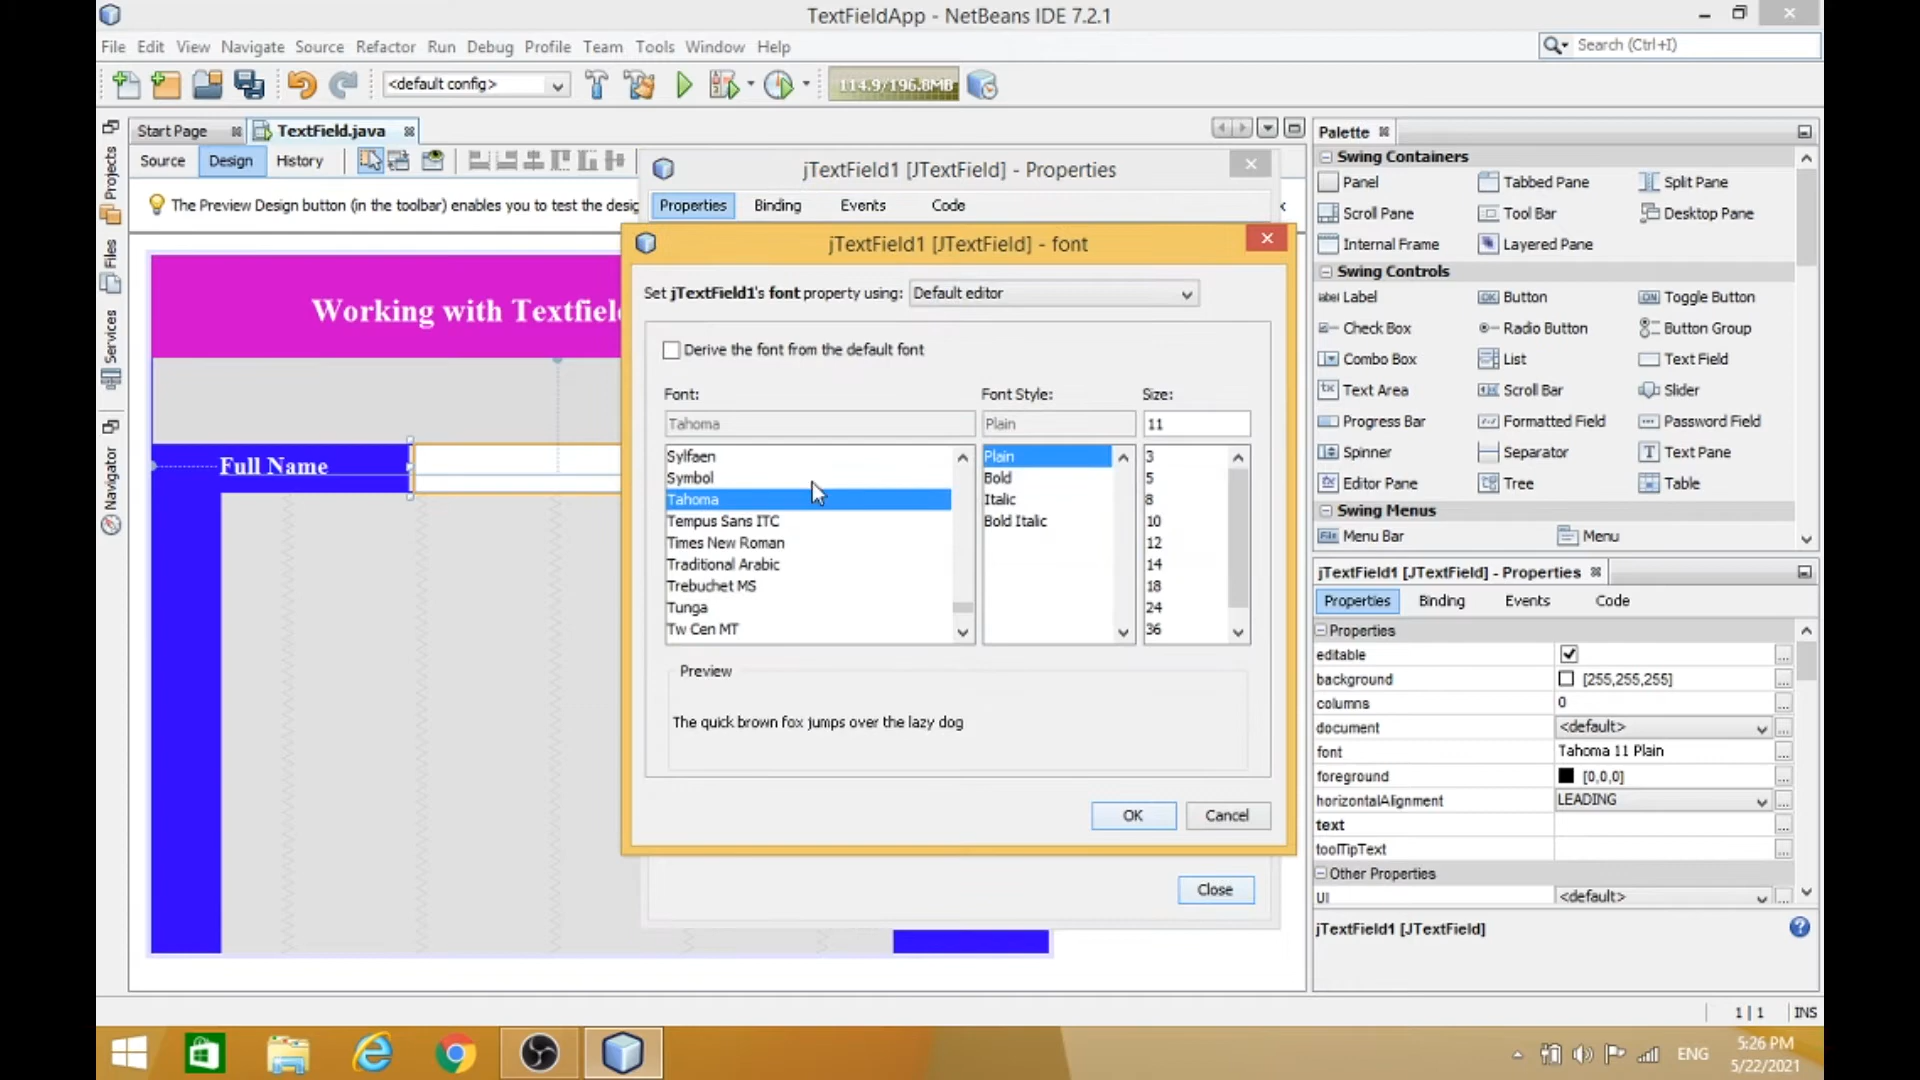 TextFieldApp - NetBeans IDE 7.2.1
File Edit View Navigate Source Refactor Run Debug Profile Team Tools Window Help
Search (Ctrl+I)
<default config>
114.9/196.8MB
Start Page
TextField.java
Source Design History
The Preview Design button (in the toolbar) enables you to test the desig
Projects
Files
Services
Navigator
Working with Textfiel
Full Name
jTextField1 [JTextField] - Properties
Properties Binding Events Code
jTextField1 [JTextField] - font
Set jTextField1's font property using: Default editor
Derive the font from the default font
Font: Font Style: Size:
Tahoma Plain 11
Sylfaen Plain 3
Symbol Bold 5
Tahoma Italic 8
Tempus Sans ITC Bold Italic 10
Times New Roman 12
Traditional Arabic 14
Trebuchet MS 18
Tunga 24
Tw Cen MT 36
Preview
The quick brown fox jumps over the lazy dog
OK Cancel
Close
Palette
Swing Containers
Panel Tabbed Pane Split Pane
Scroll Pane Tool Bar Desktop Pane
Internal Frame Layered Pane
Swing Controls
label Label OK Button ON Toggle Button
Check Box Radio Button Button Group
Combo Box List Text Field
Text Area Scroll Bar Slider
Progress Bar Formatted Field Password Field
Spinner Separator Text Pane
Editor Pane Tree Table
Swing Menus
Menu Bar Menu
jTextField1 [JTextField] - Properties
Properties Binding Events Code
Properties
editable
background [255,255,255]
columns 0
document <default>
font Tahoma 11 Plain
foreground [0,0,0]
horizontalAlignment LEADING
text
toolTipText
Other Properties
UI <default>
jTextField1 [JTextField]
1 | 1 INS
ENG
5:26 PM
5/22/2021